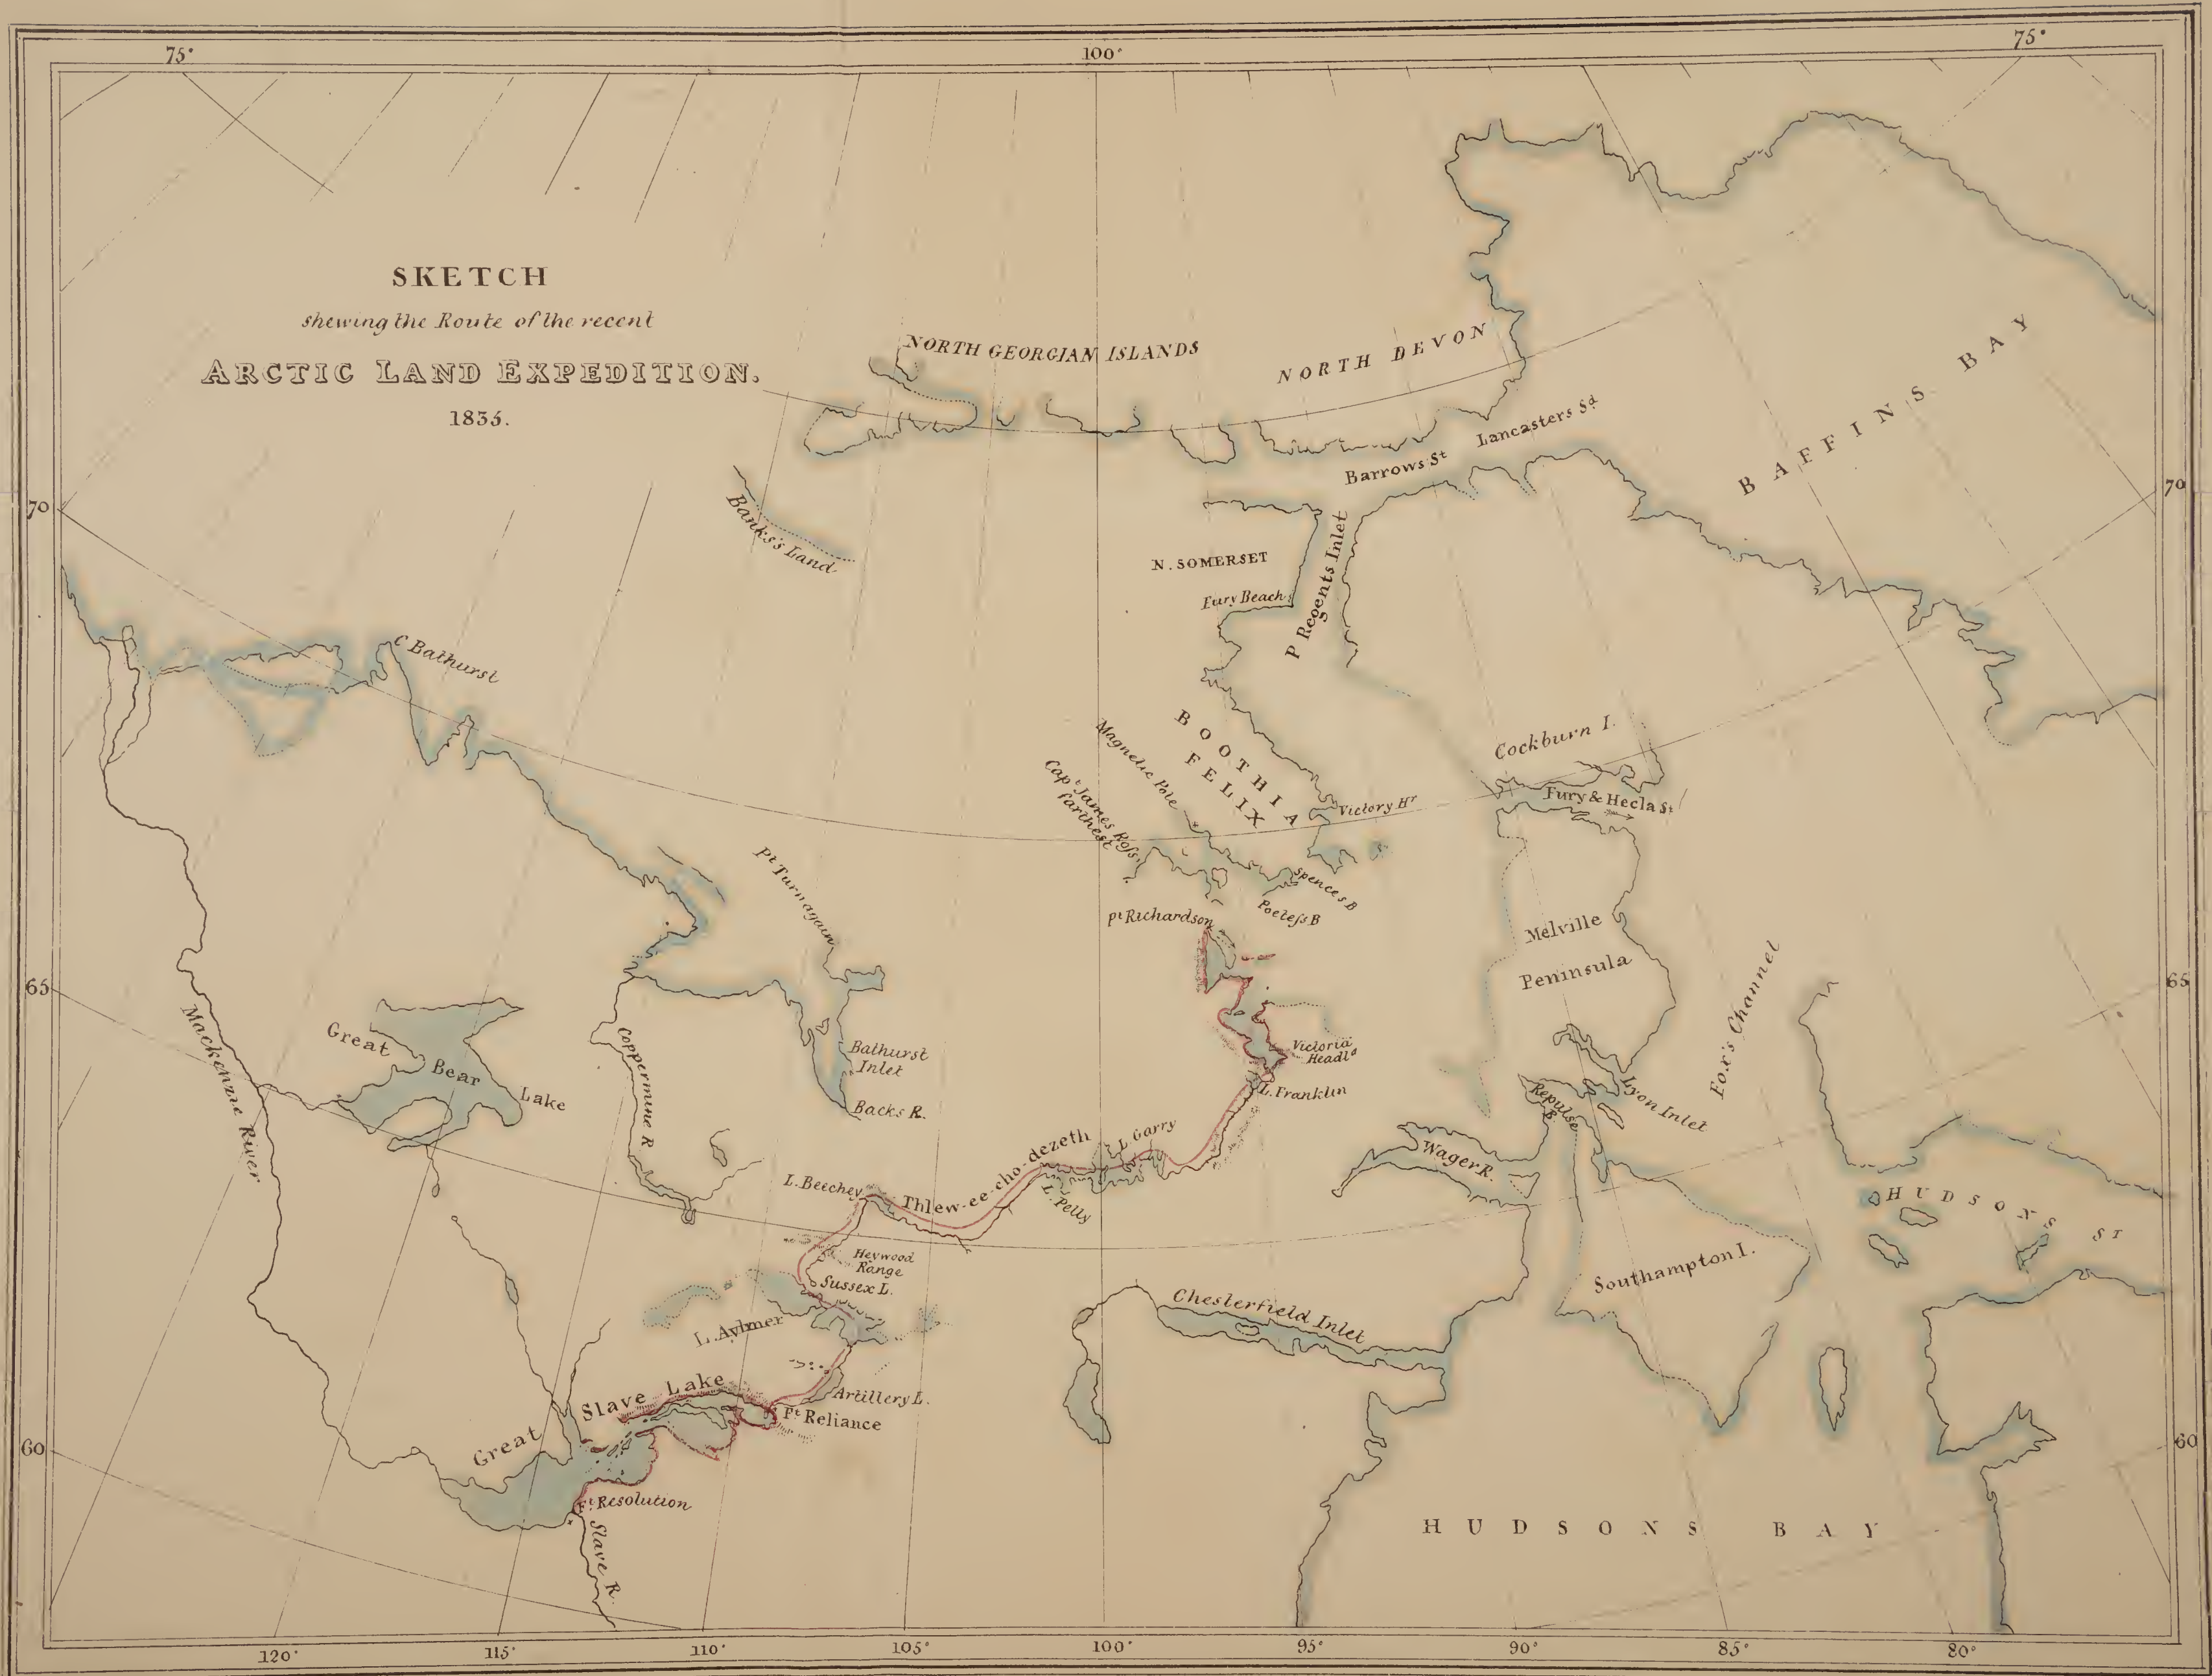 75°
100°
75°
SKETCH
shewing the Route of the recent
ARCTIC LAND EXPEDITION.
1835.
NORTH GEORGIAN ISLANDS
NORTH DEVON
Lancasters Sd
Barrows St
BAFFINS BAY
70
70
Banks's Land
N. SOMERSET
P Regents Inlet
Fury Beach
C Bathurst
BOOTHIA
FELIX
Magnetic Pole
Capt James Ross's
farthest
Victory Hr
Cockburn I.
Fury & Hecla St
Pt Turnagain
Spences B
Poctess B
Pt Richardson
Melville
Peninsula
Fox's Channel
65
65
Mackenzie River
Great
Bear
Lake
Coppermine R
Bathurst
Inlet
Backs R.
Victoria
Headld
L. Franklin
Lyon Inlet
Repulse
B.
Wager R.
L. Garry
Thlew-ee-cho-dezeth
L. Beechey
L. Pelly
HUDSONS ST
Heywood
Range
Sussex L.
L. Aylmer
Southampton I.
Chesterfield Inlet
Great Slave Lake
Artillery L.
Ft Reliance
60
60
Ft Resolution
Slave R.
HUDSONS BAY
120°
115°
110°
105°
100°
95°
90°
85°
80°